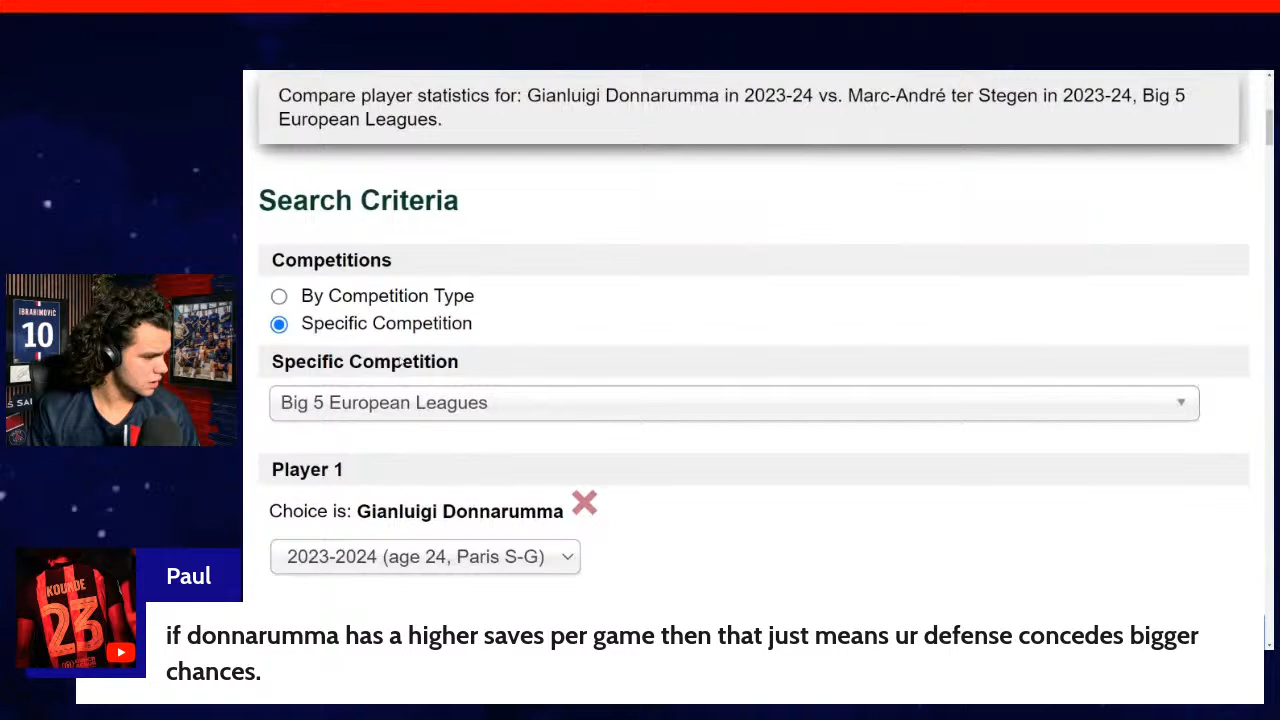 Compare player statistics for: Gianluigi Donnarumma in 2023-24 vs. Marc-André ter Stegen in 2023-24, Big 5
European Leagues.
Search Criteria
Competitions
By Competition Type
Specific Competition
Specific Competition
Big 5 European Leagues
Player 1
Choice is: Gianluigi Donnarumma
2023-2024 (age 24, Paris S-G)
IBRAHIMOVIĆ
10
KOUNDE
23
Paul
if donnarumma has a higher saves per game then that just means ur defense concedes bigger
chances.